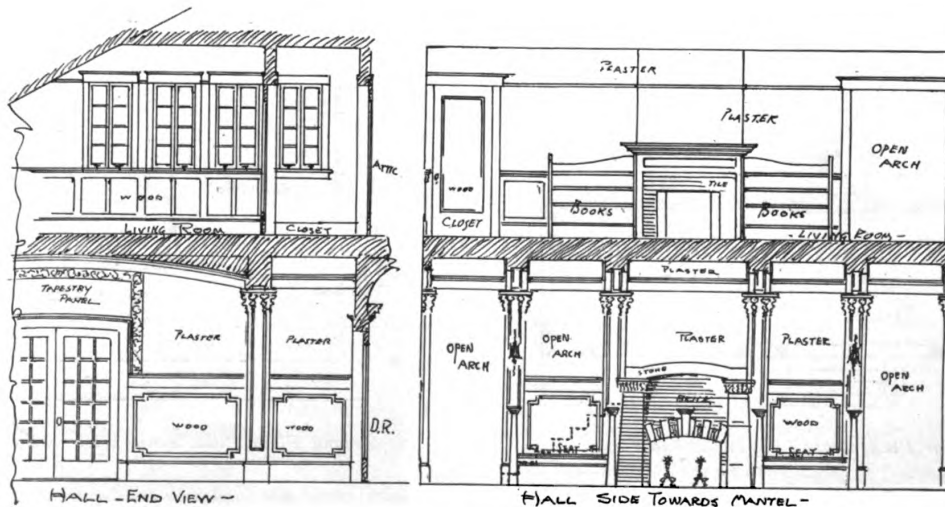 WOOD
ATTIC
LIVING ROOM
CLOSET
TAPESTRY
PANEL
PLASTER
PLASTER
WOOD
WOOD
D.R.
HALL - END VIEW -
PLASTER
PLASTER
OPEN
ARCH
WOOD
TILE
CLOSET
BOOKS
BOOKS
- LIVING ROOM -
PLASTER
OPEN
ARCH
OPEN
ARCH
PLASTER
PLASTER
OPEN
ARCH
STONE
BRICK
WOOD
SEAT
SEAT
HALL SIDE TOWARDS MANTEL -